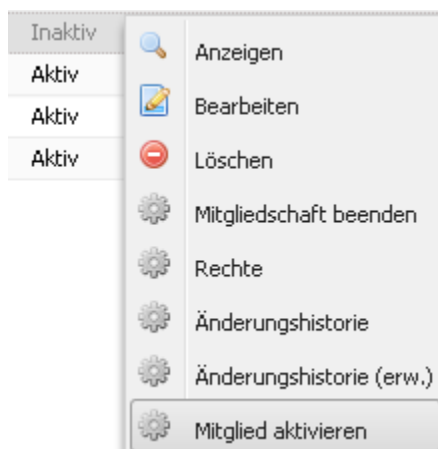 Inaktiv
Aktiv
Aktiv
Aktiv
Anzeigen
Bearbeiten
Löschen
Mitgliedschaft beenden
Rechte
Änderungshistorie
Änderungshistorie (erw.)
Mitglied aktivieren